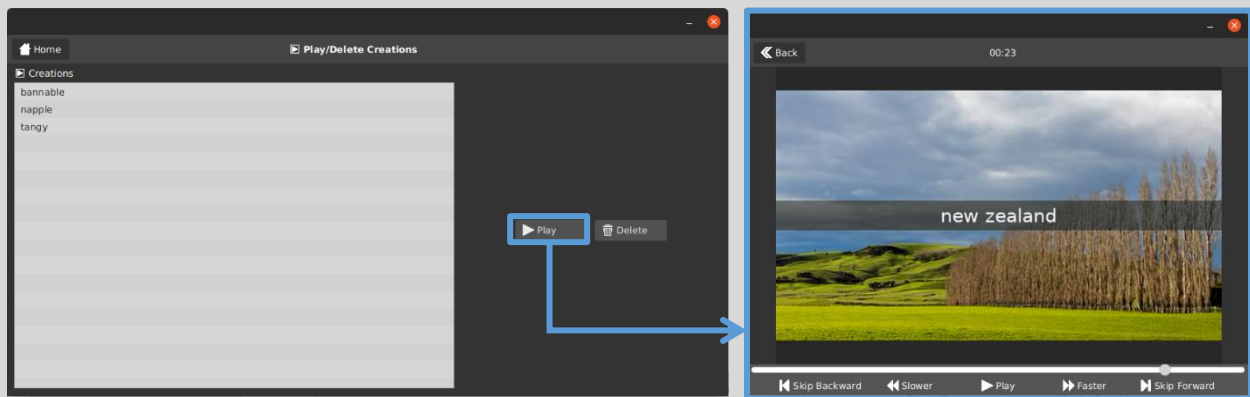 Home
Play/Delete Creations
Creations
bannable
napple
tangy
Play
Delete
Back
00:23
new zealand
Skip Backward
Slower
Play
Faster
Skip Forward